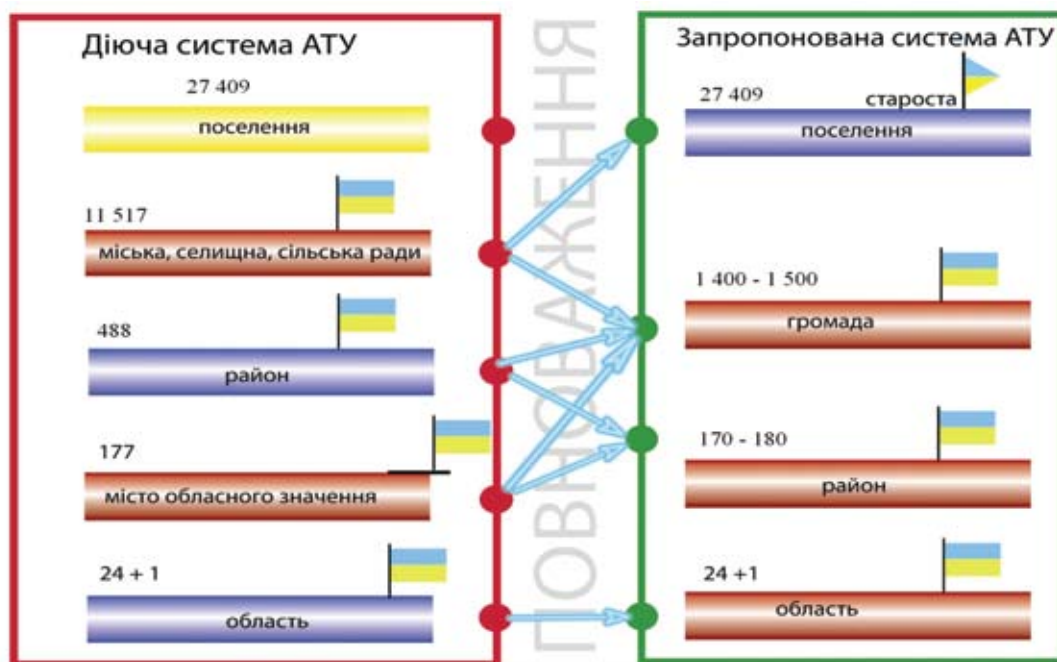 Діюча система АТУ
27 409
поселення
11 517
міська, селищна, сільська ради
488
район
177
місто обласного значення
24 + 1
область
ПОВНОВАЖЕННЯ
Запропонована система АТУ
27 409
староста
поселення
1 400 - 1 500
громада
170 - 180
район
24 +1
область